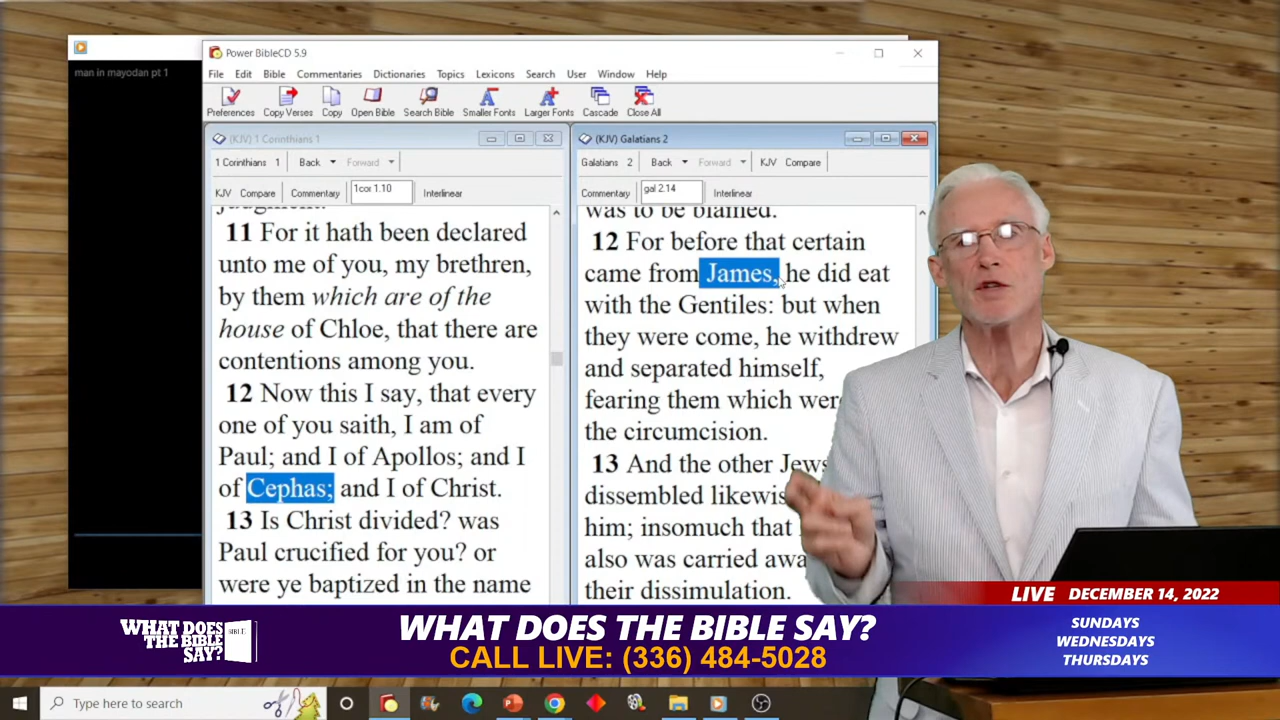 man in mayodan pt 1
Power BibleCD 5.9
File Edit Bible Commentaries Dictionaries Topics Lexicons Search User Window Help
Preferences Copy Verses Copy Open Bible Search Bible Smaller Fonts Larger Fonts Cascade Close All
(KJV) 1 Corinthians 1
1 Corinthians 1 Back Forward
KJV Compare Commentary 1cor 1.10 Interlinear
judgment.
11 For it hath been declared
unto me of you, my brethren,
by them which are of the
house of Chloe, that there are
contentions among you.
12 Now this I say, that every
one of you saith, I am of
Paul; and I of Apollos; and I
of Cephas; and I of Christ.
13 Is Christ divided? was
Paul crucified for you? or
were ye baptized in the name
(KJV) Galatians 2
Galatians 2 Back Forward KJV Compare
Commentary gal 2.14 Interlinear
was to be blamed.
12 For before that certain
came from James, he did eat
with the Gentiles: but when
they were come, he withdrew
and separated himself,
fearing them which were
the circumcision.
13 And the other Jews
dissembled
him; insomuch that
also was carried
their dissimulation.
LIVE DECEMBER 14, 2022
WHAT DOES THE BIBLE SAY?
BIBLE
WHAT DOES THE BIBLE SAY?
CALL LIVE: (336) 484-5028
SUNDAYS
WEDNESDAYS
THURSDAYS
Type here to search